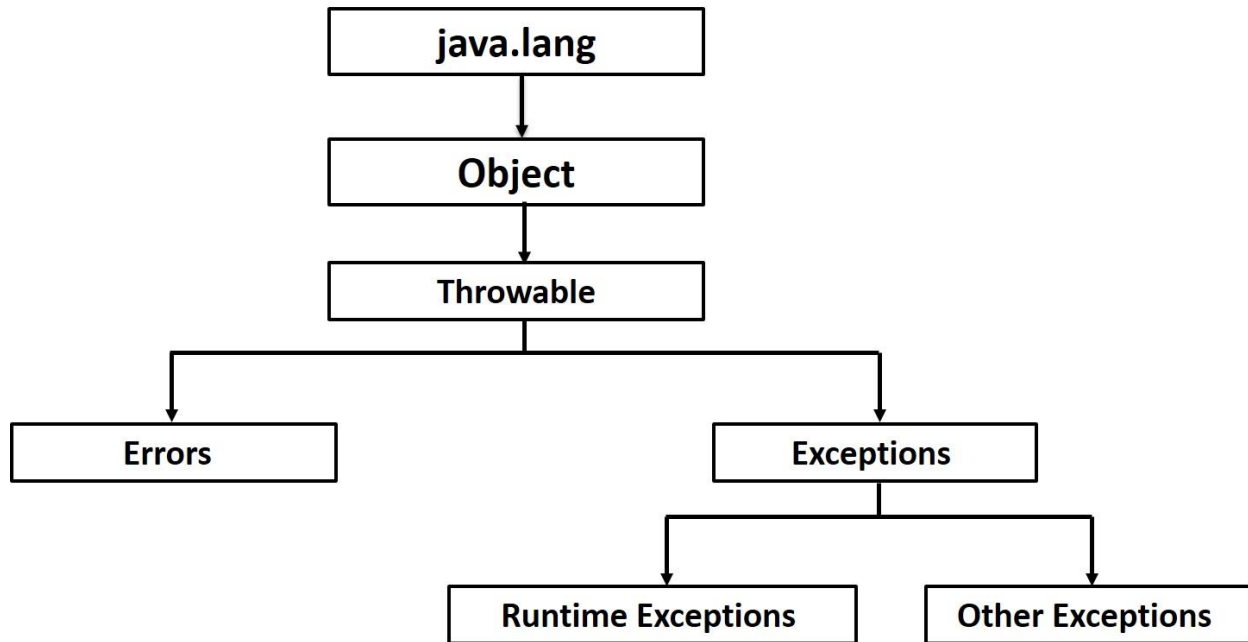 java.lang
Object
Throwable
Errors
Exceptions
Runtime Exceptions
Other Exceptions